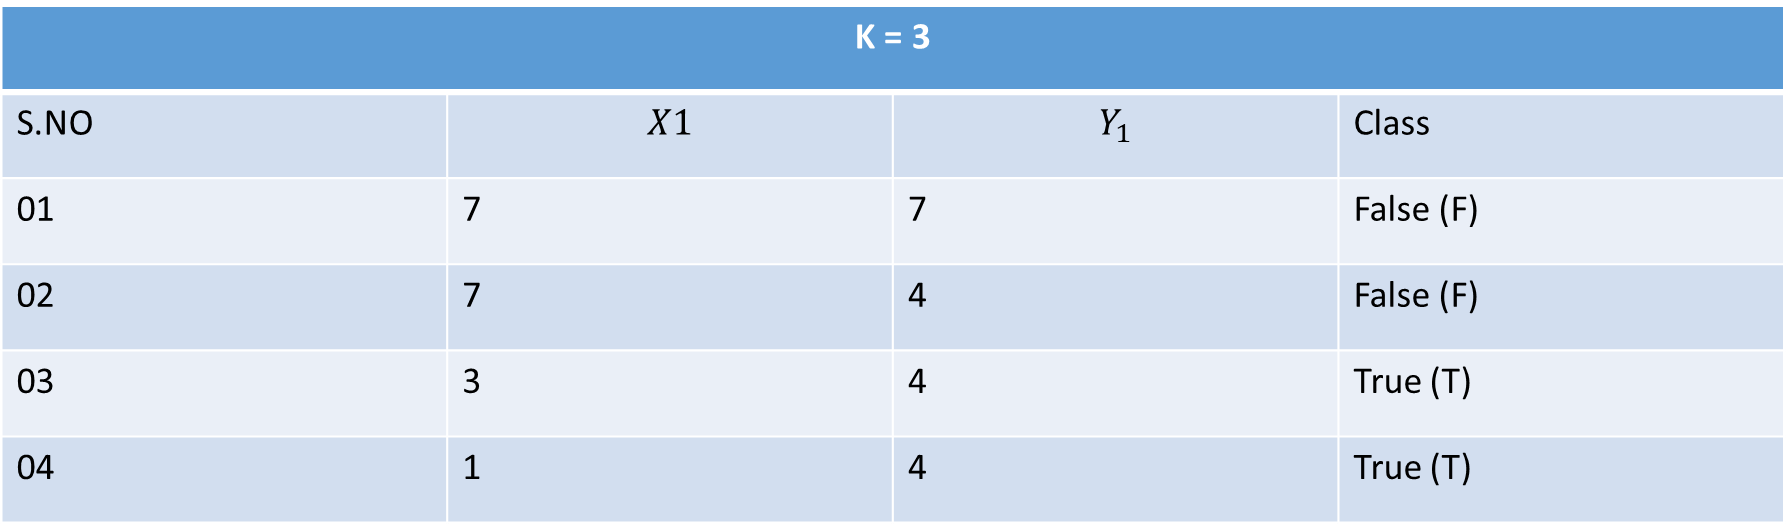 K = 3
S.NO X1 Y₁ Class
01 7 7 False (F)
02 7 4 False (F)
03 3 4 True (T)
04 1 4 True (T)